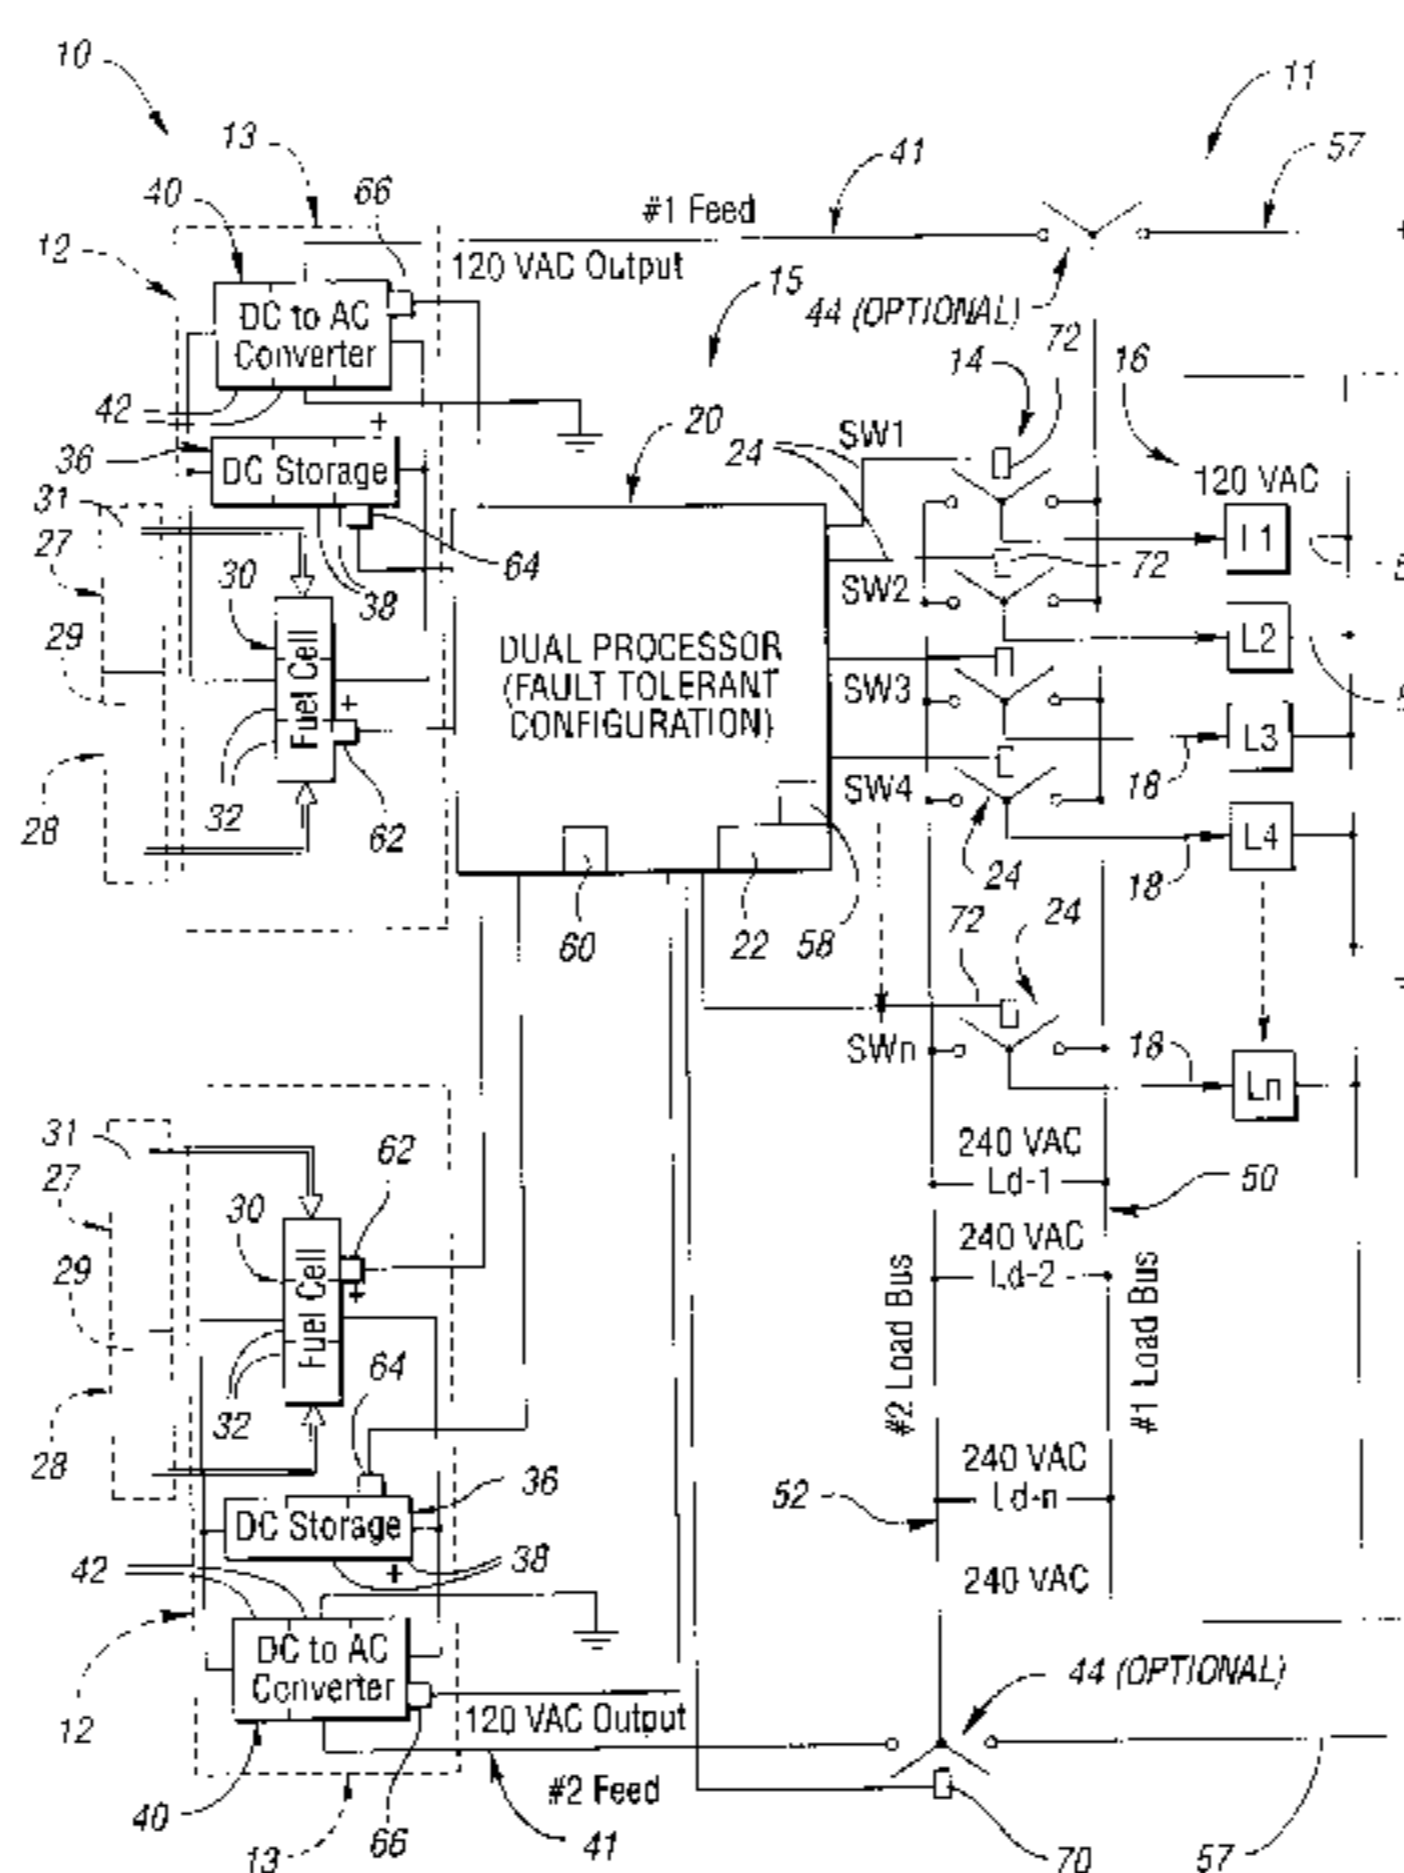 10
11
13
57
41
40
66
#1 Feed
12
120 VAC Output
15
44 (OPTIONAL)
DC to AC
Converter
72
14
16
42
+
20
SW1
36
DC Storage
24
120 VAC
31
L1
27
64
30
72
38
SW2
29
Fuel Cell
DUAL PROCESSOR
(FAULT TOLERANT
CONFIGURATION)
L2
+
SW3
L3
18
28
32
62
SW4
L4
24
18
60
22
58
72
24
SWn
18
Ln
31
62
240 VAC
Ld-1
50
27
30
240 VAC
Ld-2
29
Fuel Cell
#2 Load Bus
#1 Load Bus
28
32
64
240 VAC
Ld-n
36
52
DC Storage
38
42
+
240 VAC
DC to AC
Converter
44 (OPTIONAL)
12
120 VAC Output
#2 Feed
40
13
66
41
70
57